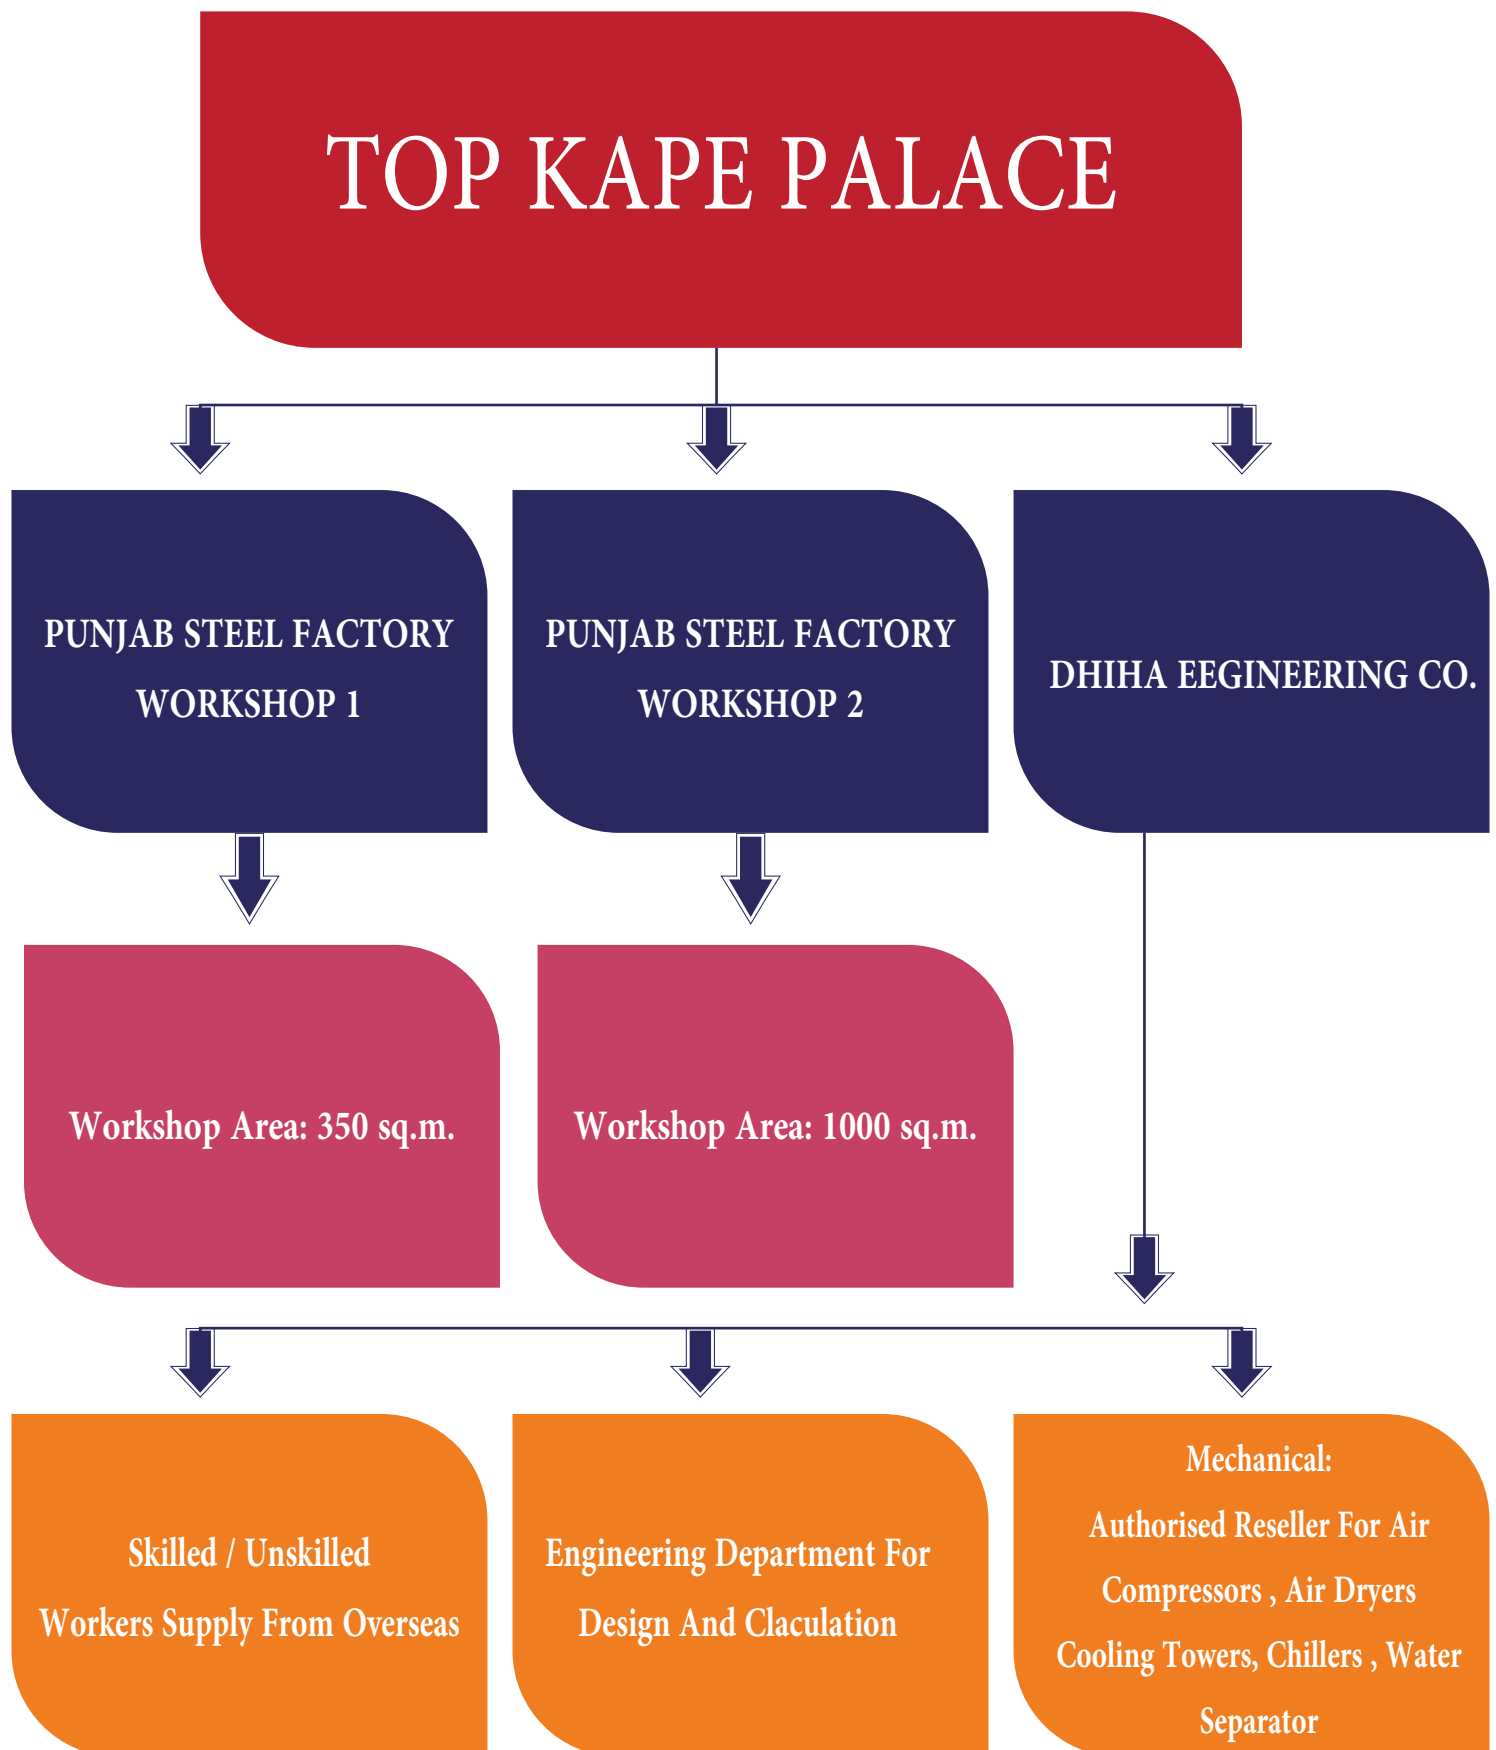 TOP KAPE PALACE
PUNJAB STEEL FACTORY
WORKSHOP 1
PUNJAB STEEL FACTORY
WORKSHOP 2
DHIHA EEGINEERING CO.
Workshop Area: 350 sq.m.
Workshop Area: 1000 sq.m.
Skilled / Unskilled
Workers Supply From Overseas
Engineering Department For
Design And Claculation
Mechanical:
Authorised Reseller For Air
Compressors , Air Dryers
Cooling Towers, Chillers , Water
Separator